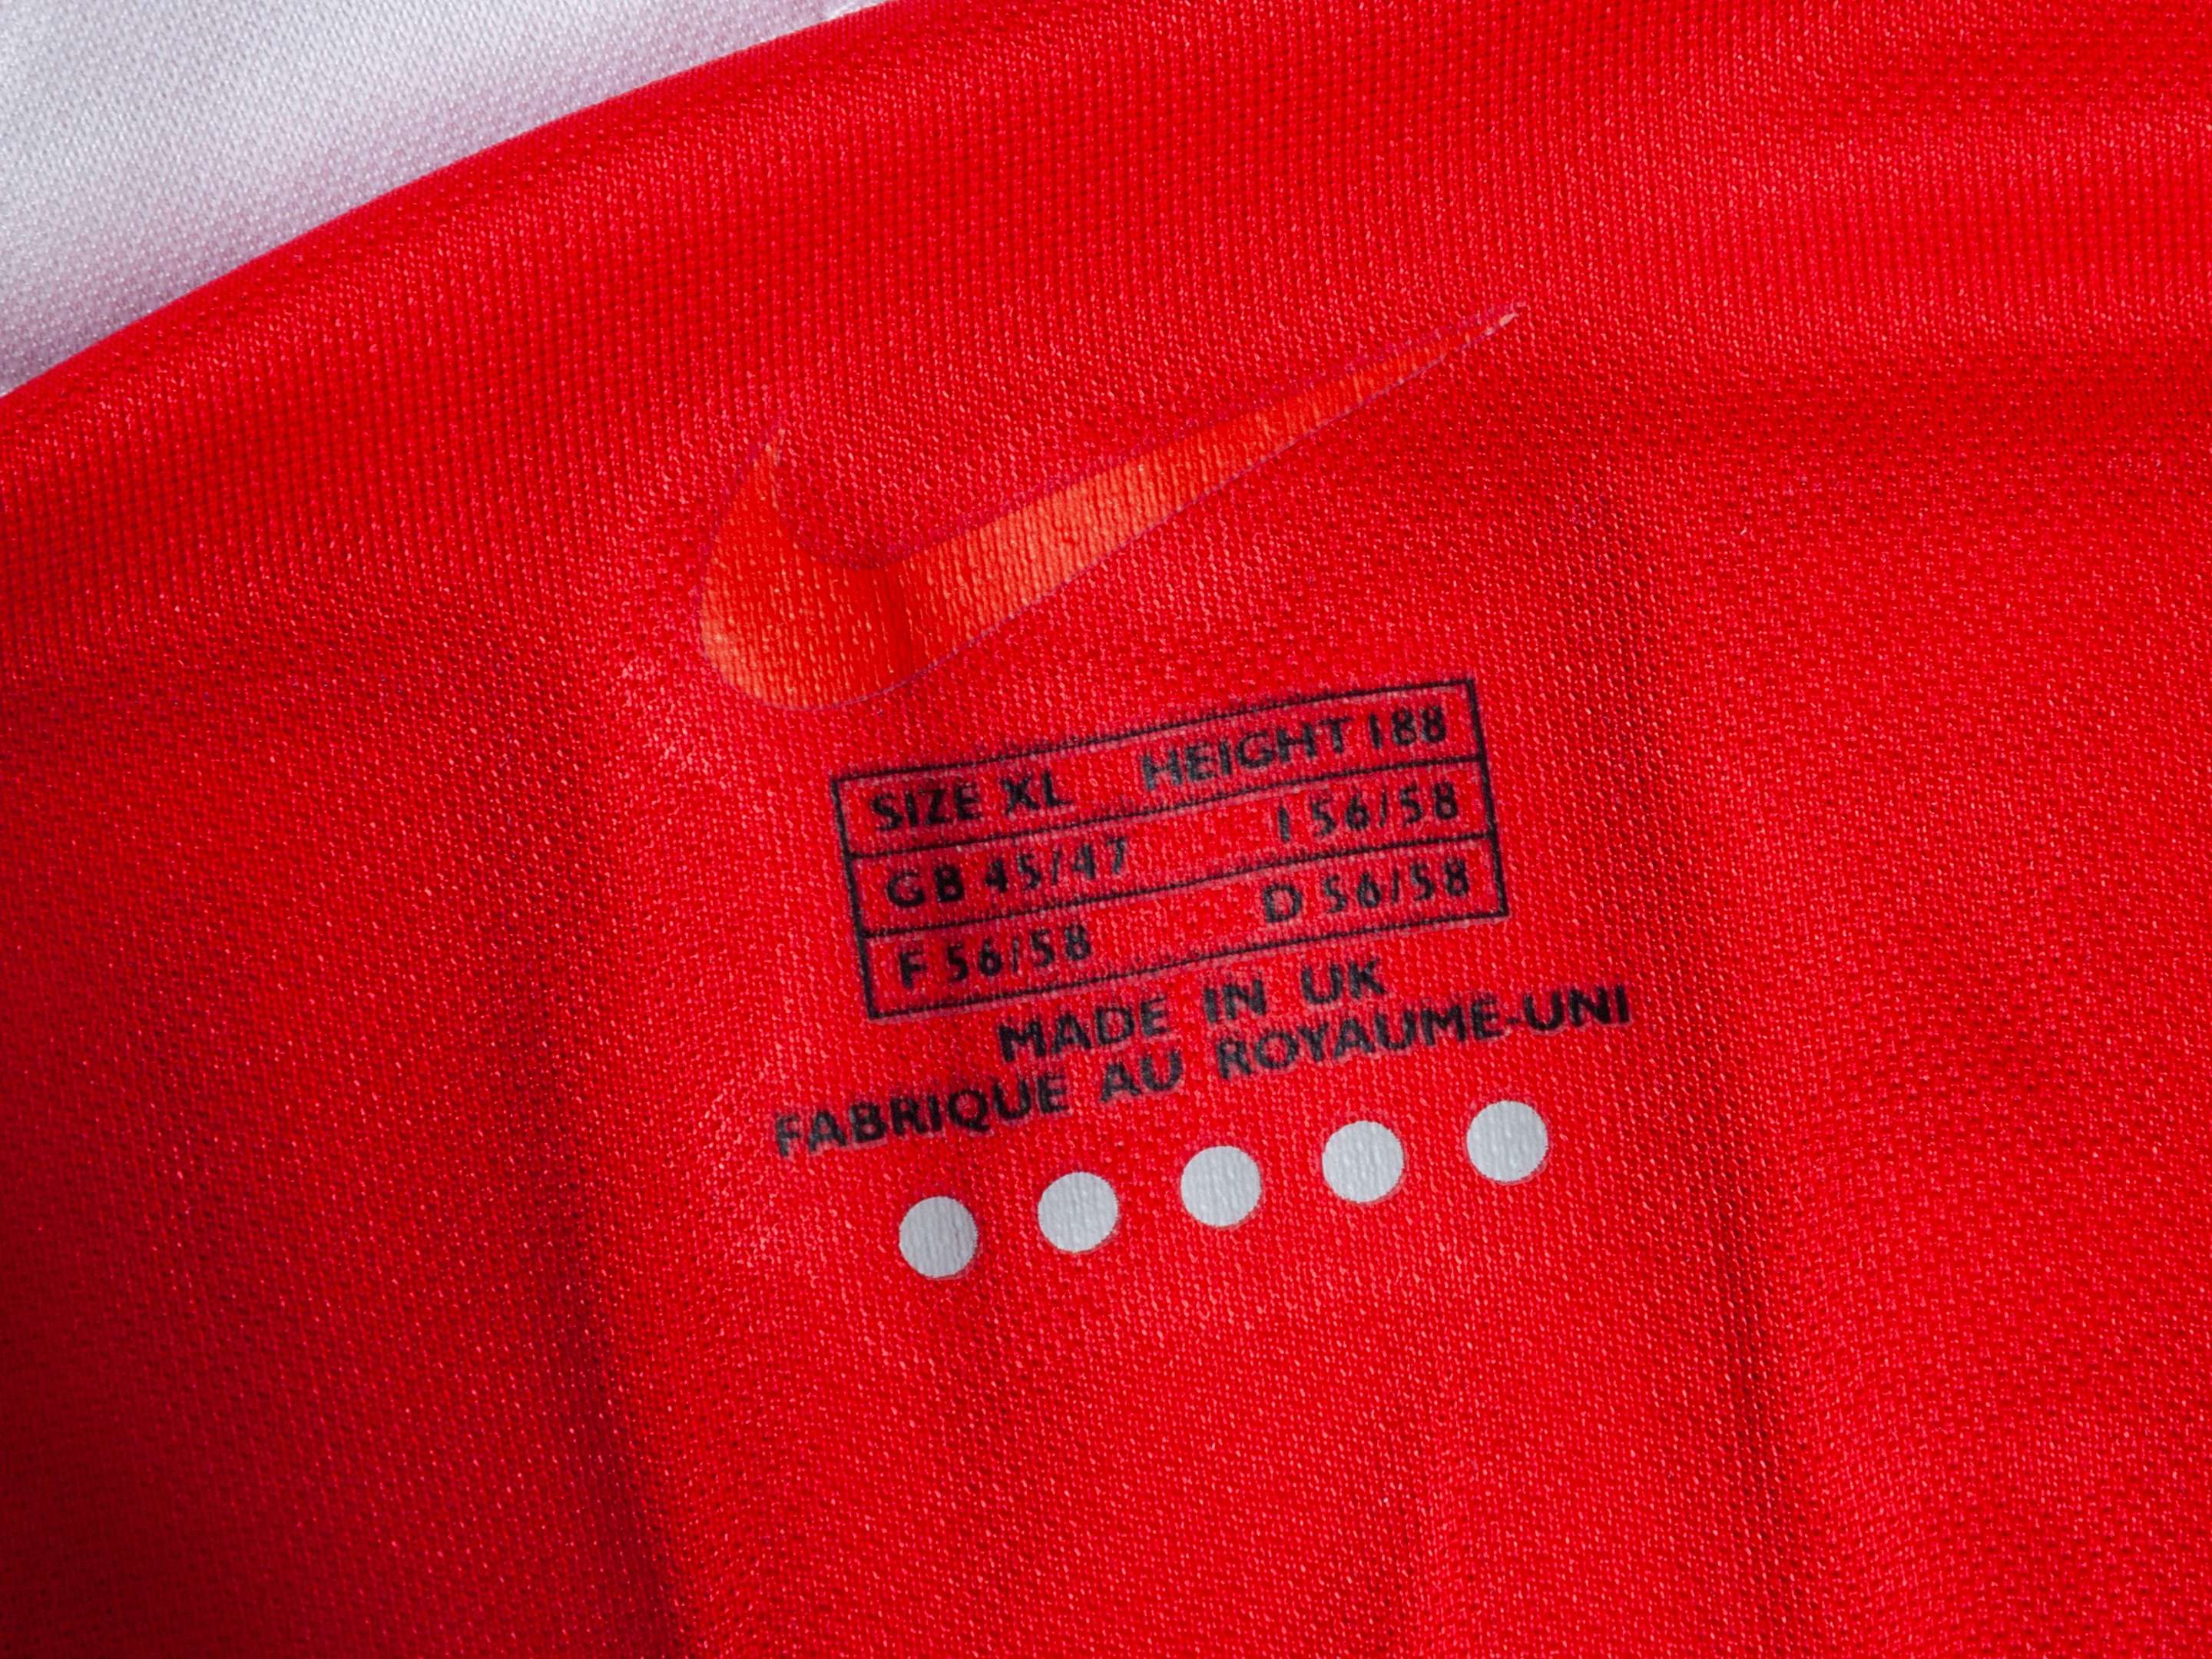 SIZE XL HEIGHT 188
GB 45/47 I 56/58
F 56/58 D 56/58
MADE IN UK
FABRIQUE AU ROYAUME-UNI